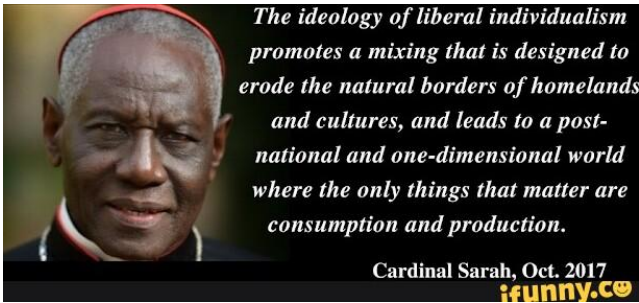 The ideology of liberal individualism
promotes a mixing that is designed to
erode the natural borders of homelands
and cultures, and leads to a post-
national and one-dimensional world
where the only things that matter are
consumption and production.
Cardinal Sarah, Oct. 2017
ifunny.co